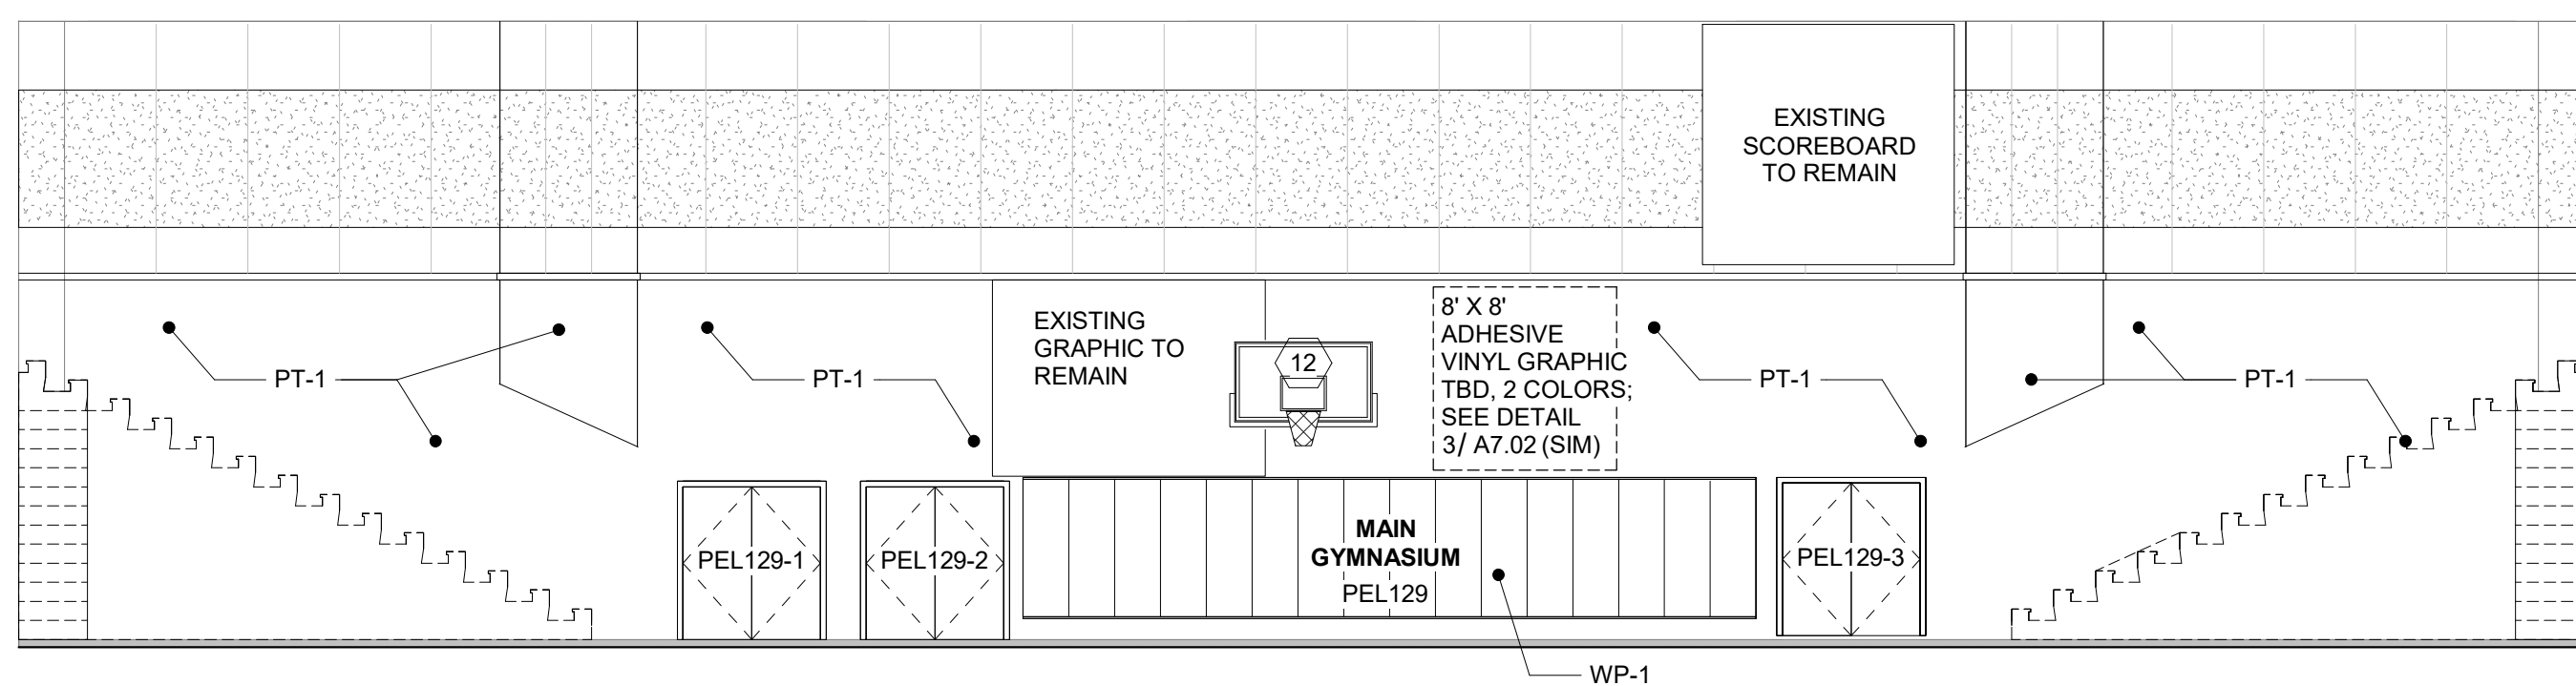 EXISTING
SCOREBOARD
TO REMAIN
EXISTING
GRAPHIC TO
REMAIN
12
8' X 8'
ADHESIVE
VINYL GRAPHIC
TBD, 2 COLORS;
SEE DETAIL
3/ A7.02 (SIM)
PT-1
PT-1
PT-1
PT-1
PEL129-1
PEL129-2
MAIN
GYMNASIUM
PEL129
PEL129-3
WP-1